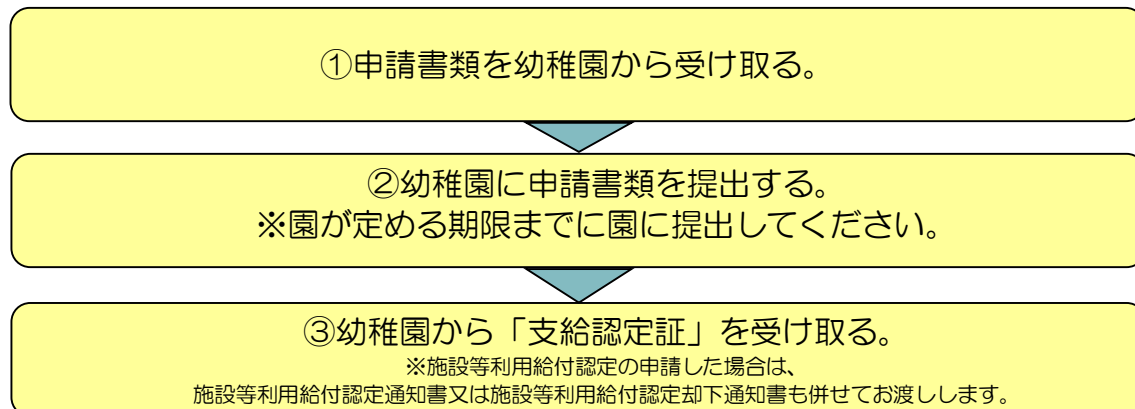 ①申請書類を幼稚園から受け取る。
②幼稚園に申請書類を提出する。
※園が定める期限までに園に提出してください。
③幼稚園から「支給認定証」を受け取る。
※施設等利用給付認定の申請した場合は、
施設等利用給付認定通知書又は施設等利用給付認定却下通知書も併せてお渡しします。